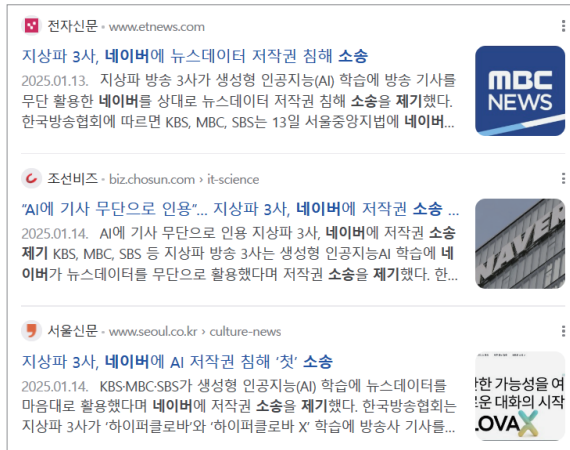 전자신문 · www.etnews.com
지상파 3사, 네이버에 뉴스데이터 저작권 침해 소송
2025.01.13. 지상파 방송 3사가 생성형 인공지능(AI) 학습에 방송 기사를
무단 활용한 네이버를 상대로 뉴스데이터 저작권 침해 소송을 제기했다.
한국방송협회에 따르면 KBS, MBC, SBS는 13일 서울중앙지법에 네이버...
MBC
NEWS
조선비즈 · biz.chosun.com › it-science
“AI에 기사 무단으로 인용”... 지상파 3사, 네이버에 저작권 소송 ...
2025.01.14. AI에 기사 무단으로 인용 지상파 3사, 네이버에 저작권 소송
제기 KBS, MBC, SBS 등 지상파 방송 3사는 생성형 인공지능AI 학습에 네
이버가 뉴스데이터를 무단으로 활용했다며 저작권 소송을 제기했다. 한...
NAVER
서울신문 · www.seoul.co.kr › culture-news
지상파 3사, 네이버에 AI 저작권 침해 ‘첫’ 소송
2025.01.14. KBS·MBC·SBS가 생성형 인공지능(AI) 학습에 뉴스데이터를
마음대로 활용했다며 네이버에 저작권 소송을 제기했다. 한국방송협회는
지상파 3사가 ‘하이퍼클로바’와 ‘하이퍼클로바 X’ 학습에 방송사 기사를...
한 가능성을 여
운 대화의 시작
LOVA X